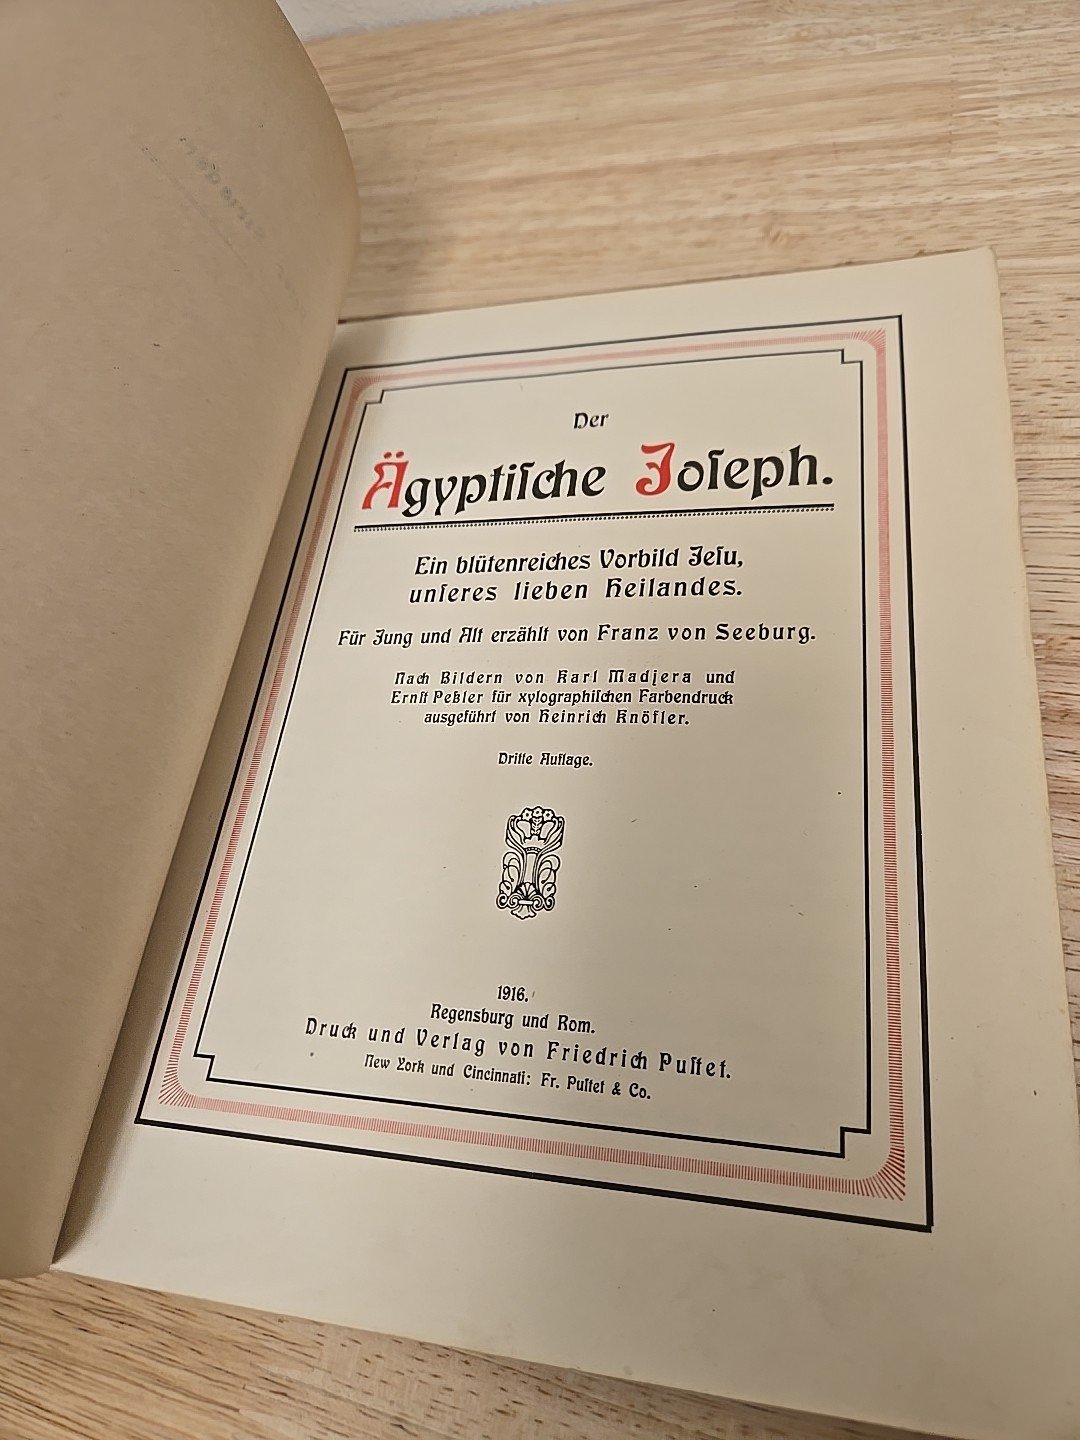 Der
Ägyptiſche Joſeph.
Ein blütenreiches Vorbild Jeſu,
unſeres lieben Heilandes.
Für Jung und Alt erzählt von Franz von Seeburg.
Nach Bildern von Karl Madjera und
Ernſt Peßler für xylographiſchen Farbendruck
ausgeführt von Heinrich Knöfler.
Dritte Auflage.
1916.
Regensburg und Rom.
Druck und Verlag von Friedrich Puſtet.
New York und Cincinnati: Fr. Puſtet & Co.